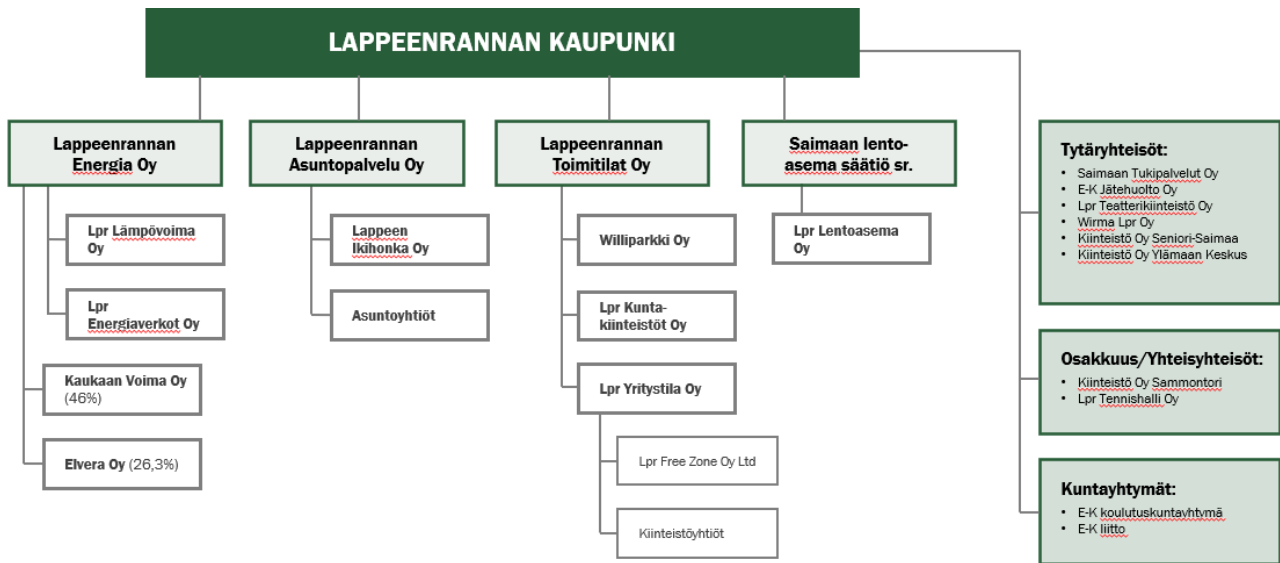 LAPPEENRANNAN KAUPUNKI
Lappeenrannan
Energia Oy
Lpr Lämpövoima
Oy
Lpr
Energiaverkot Oy
Kaukaan Voima Oy
(46%)
Elvera Oy (26,3%)
Lappeenrannan
Asuntopalvelu Oy
Lappeen
Ikihonka Oy
Asuntoyhtiöt
Lappeenrannan
Toimitilat Oy
Williparkki Oy
Lpr Kunta-
kiinteistöt Oy
Lpr Yritystila Oy
Lpr Free Zone Oy Ltd
Kiinteistöyhtiöt
Saimaan lento-
asema säätiö sr.
Lpr Lentoasema
Oy
Tytäryhteisöt:
• Saimaan Tukipalvelut Oy
• E-K Jätehuolto Oy
• Lpr Teatterikiinteistö Oy
• Wirma Lpr Oy
• Kiinteistö Oy Seniori-Saimaa
• Kiinteistö Oy Ylämaan Keskus
Osakkuus/Yhteisyhteisöt:
• Kiinteistö Oy Sammontori
• Lpr Tennishalli Oy
Kuntayhtymät:
• E-K koulutuskuntayhtymä
• E-K liitto